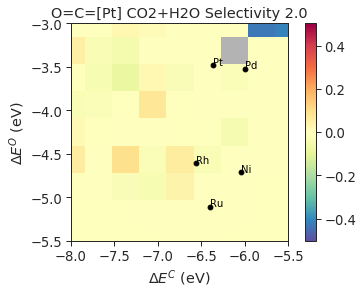 O=C=[Pt] CO2+H2O Selectivity 2.0
−3.0
−3.5
−4.0
−4.5
−5.0
−5.5
ΔE^O (eV)
Pt
Pd
Rh
Ni
Ru
−8.0 −7.5 −7.0 −6.5 −6.0 −5.5
ΔE^C (eV)
0.4
0.2
0.0
−0.2
−0.4